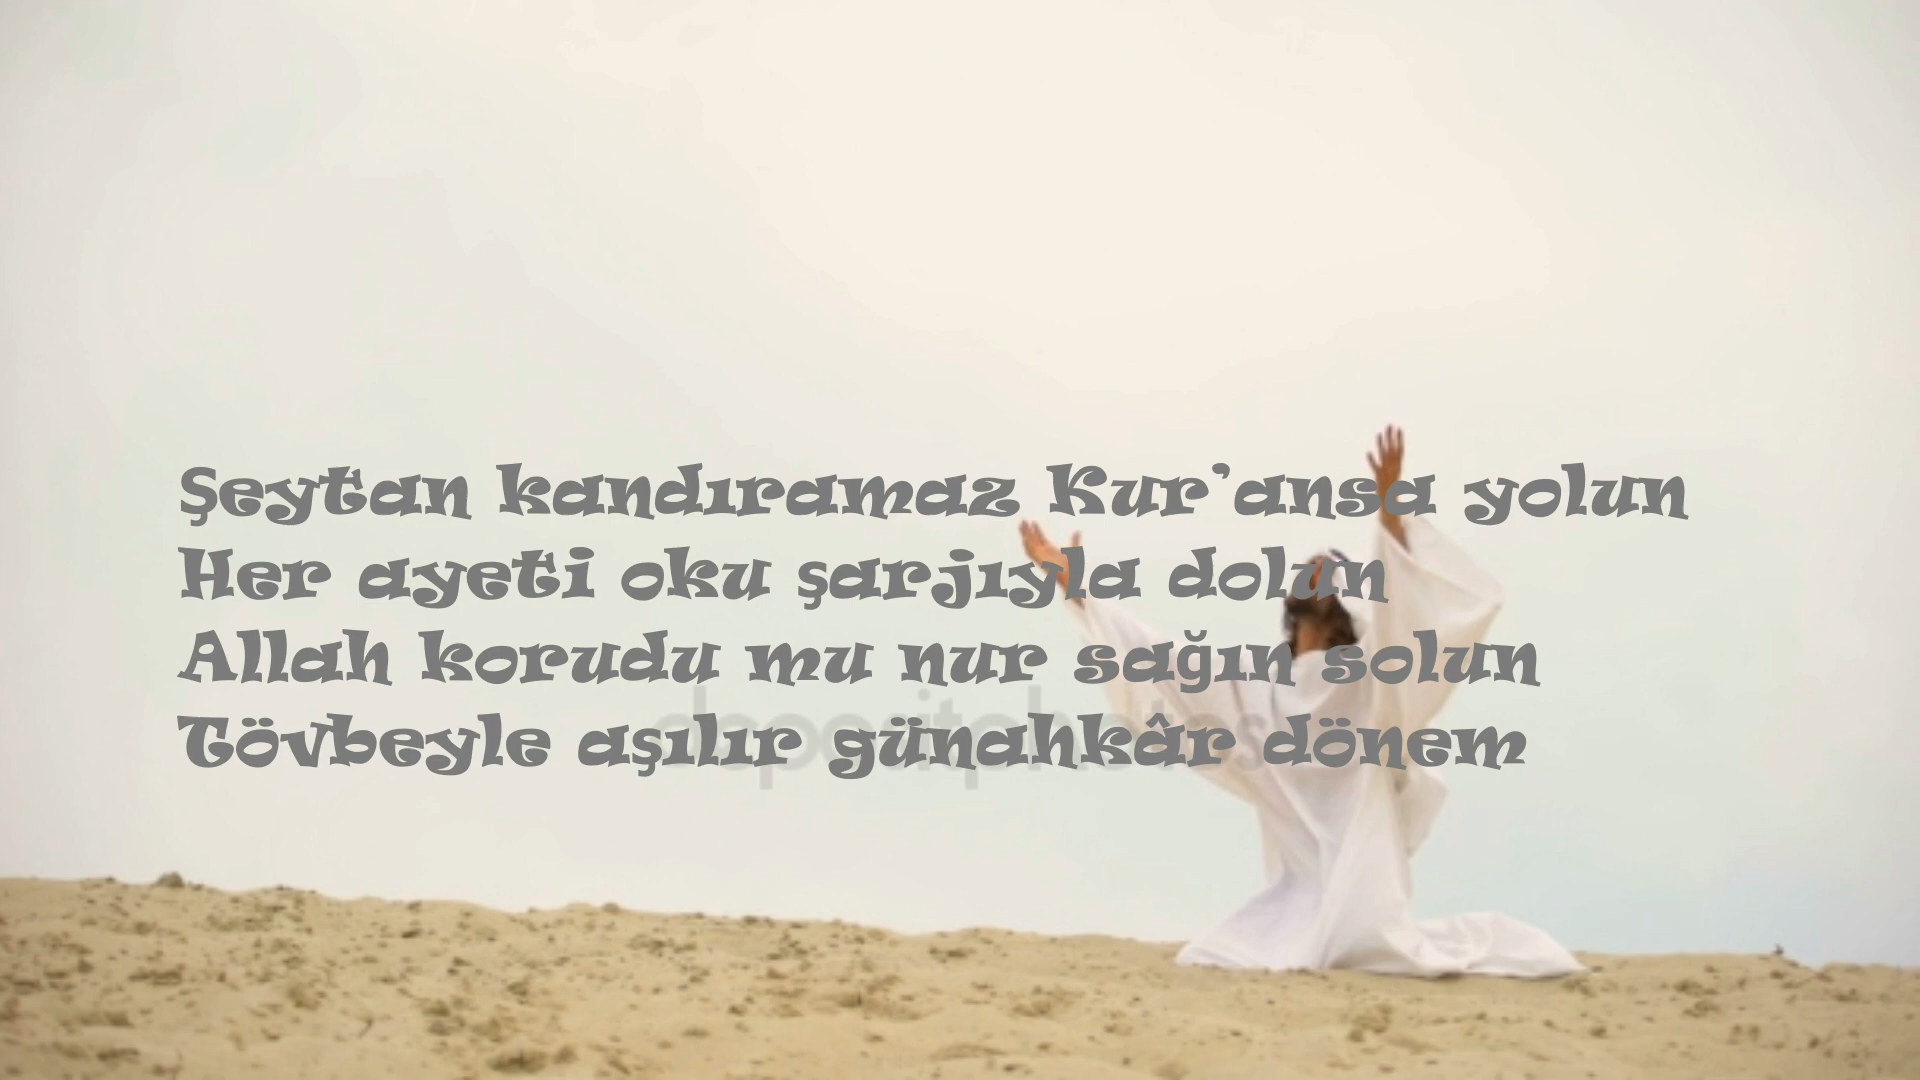 Şeytan kandıramaz Kur’ansa yolun
Her ayeti oku şarjıyla dolun
Allah korudu mu nur sağın solun
depositphotos
Tövbeyle aşılır günahkâr dönem